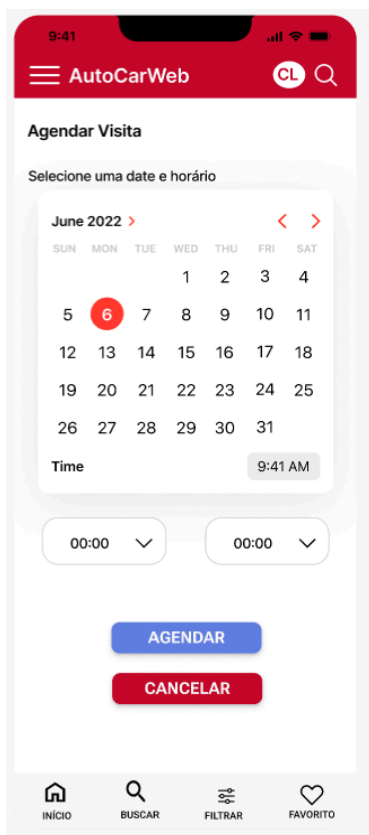 9:41
AutoCarWeb CL
Agendar Visita
Selecione uma date e horário
June 2022
SUN MON TUE WED THU FRI SAT
1 2 3 4
5 6 7 8 9 10 11
12 13 14 15 16 17 18
19 20 21 22 23 24 25
26 27 28 29 30 31
Time 9:41 AM
00:00 00:00
AGENDAR
CANCELAR
INÍCIO BUSCAR FILTRAR FAVORITO